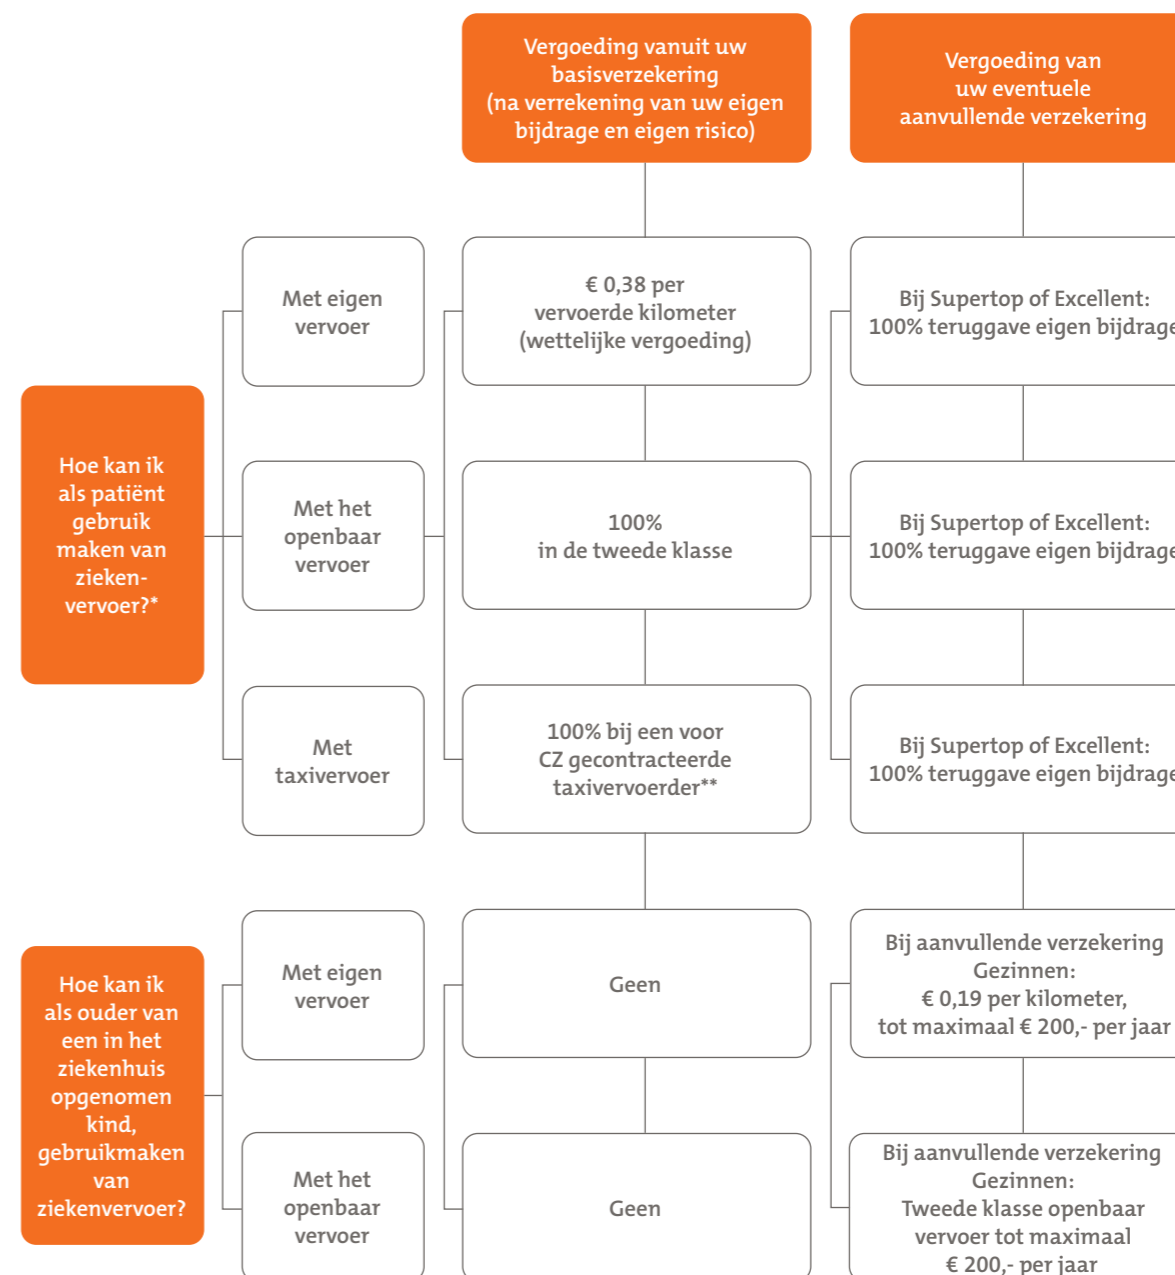 Vergoeding vanuit uw
basisverzekering
(na verrekening van uw eigen
bijdrage en eigen risico)
Vergoeding van
uw eventuele
aanvullende verzekering
Hoe kan ik
als patiënt
gebruik
maken van
zieken-
vervoer?*
Met eigen
vervoer
€ 0,38 per
vervoerde kilometer
(wettelijke vergoeding)
Bij Supertop of Excellent:
100% teruggave eigen bijdrage
Met het
openbaar
vervoer
100%
in de tweede klasse
Bij Supertop of Excellent:
100% teruggave eigen bijdrage
Met
taxivervoer
100% bij een voor
CZ gecontracteerde
taxivervoerder**
Bij Supertop of Excellent:
100% teruggave eigen bijdrage
Hoe kan ik
als ouder van
een in het
ziekenhuis
opgenomen
kind,
gebruikmaken
van
ziekenvervoer?
Met eigen
vervoer
Geen
Bij aanvullende verzekering
Gezinnen:
€ 0,19 per kilometer,
tot maximaal € 200,- per jaar
Met het
openbaar
vervoer
Geen
Bij aanvullende verzekering
Gezinnen:
Tweede klasse openbaar
vervoer tot maximaal
€ 200,- per jaar